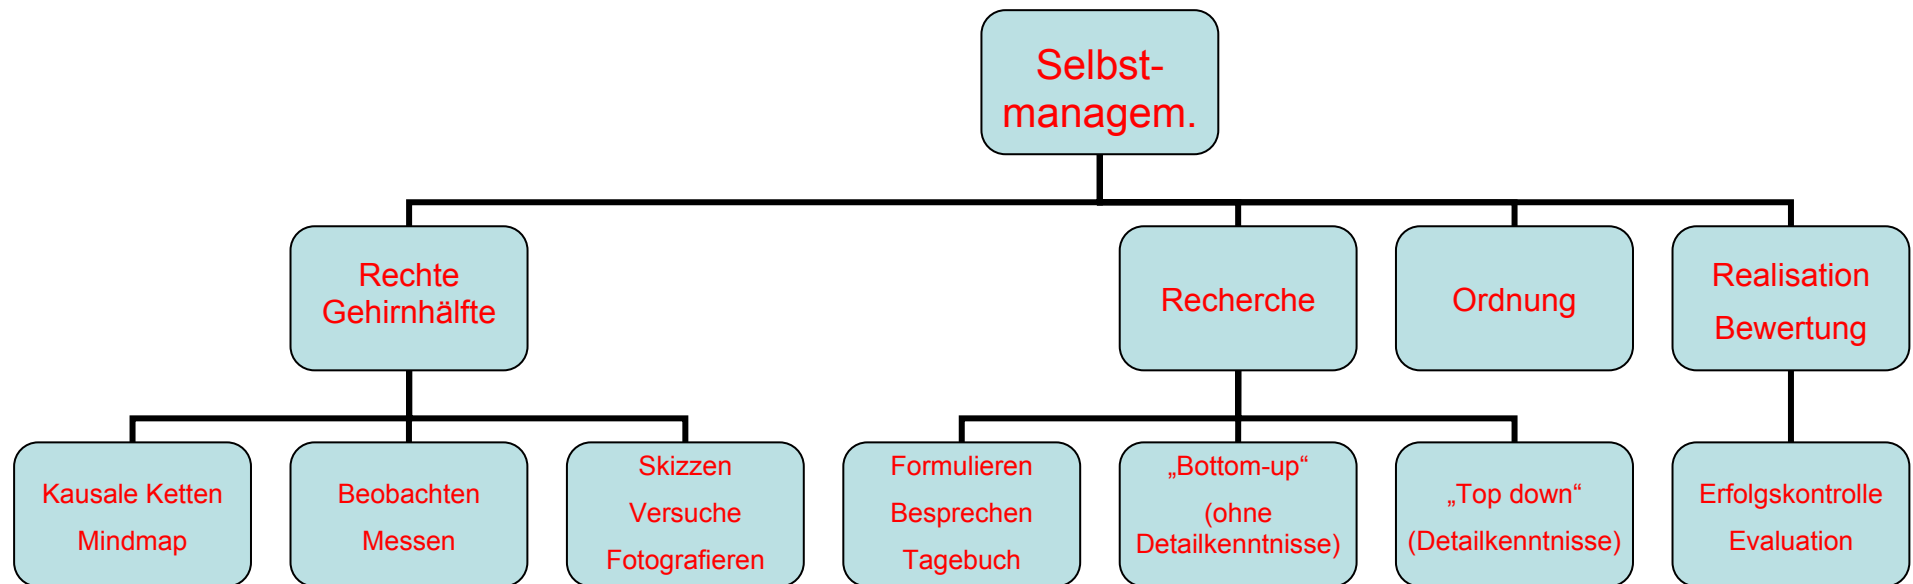 Selbst-
managem.
Rechte
Gehirnhälfte
Recherche
Ordnung
Realisation
Bewertung
Kausale Ketten
Mindmap
Beobachten
Messen
Skizzen
Versuche
Fotografieren
Formulieren
Besprechen
Tagebuch
„Bottom-up“
(ohne
Detailkenntnisse)
„Top down“
(Detailkenntnisse)
Erfolgskontrolle
Evaluation